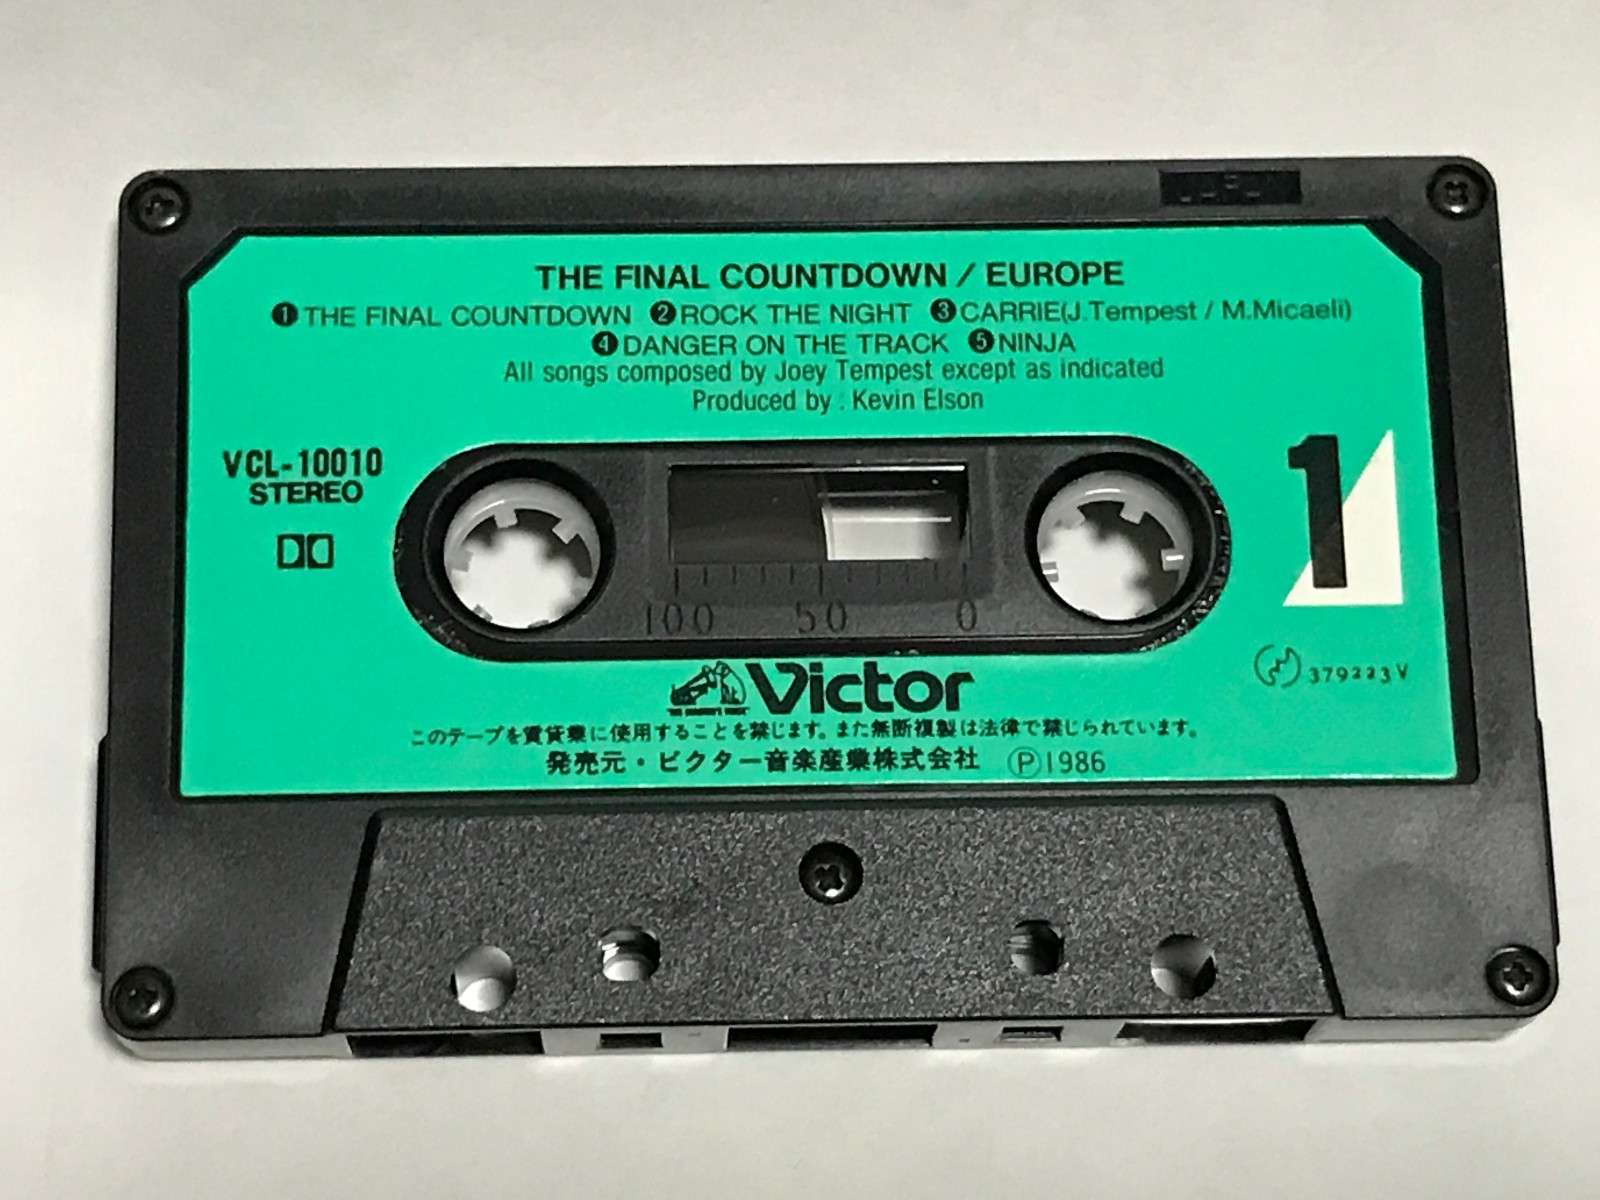 THE FINAL COUNTDOWN / EUROPE
❶THE FINAL COUNTDOWN ❷ROCK THE NIGHT ❸CARRIE(J.Tempest / M.Micaeli)
❹DANGER ON THE TRACK ❺NINJA
All songs composed by Joey Tempest except as indicated
Produced by : Kevin Elson
VCL-10010
STEREO
1
100 50 0
379223V
Victor
このテープを賃貸業に使用することを禁じます。また無断複製は法律で禁じられています。
発売元・ビクター音楽産業株式会社 Ⓟ1986